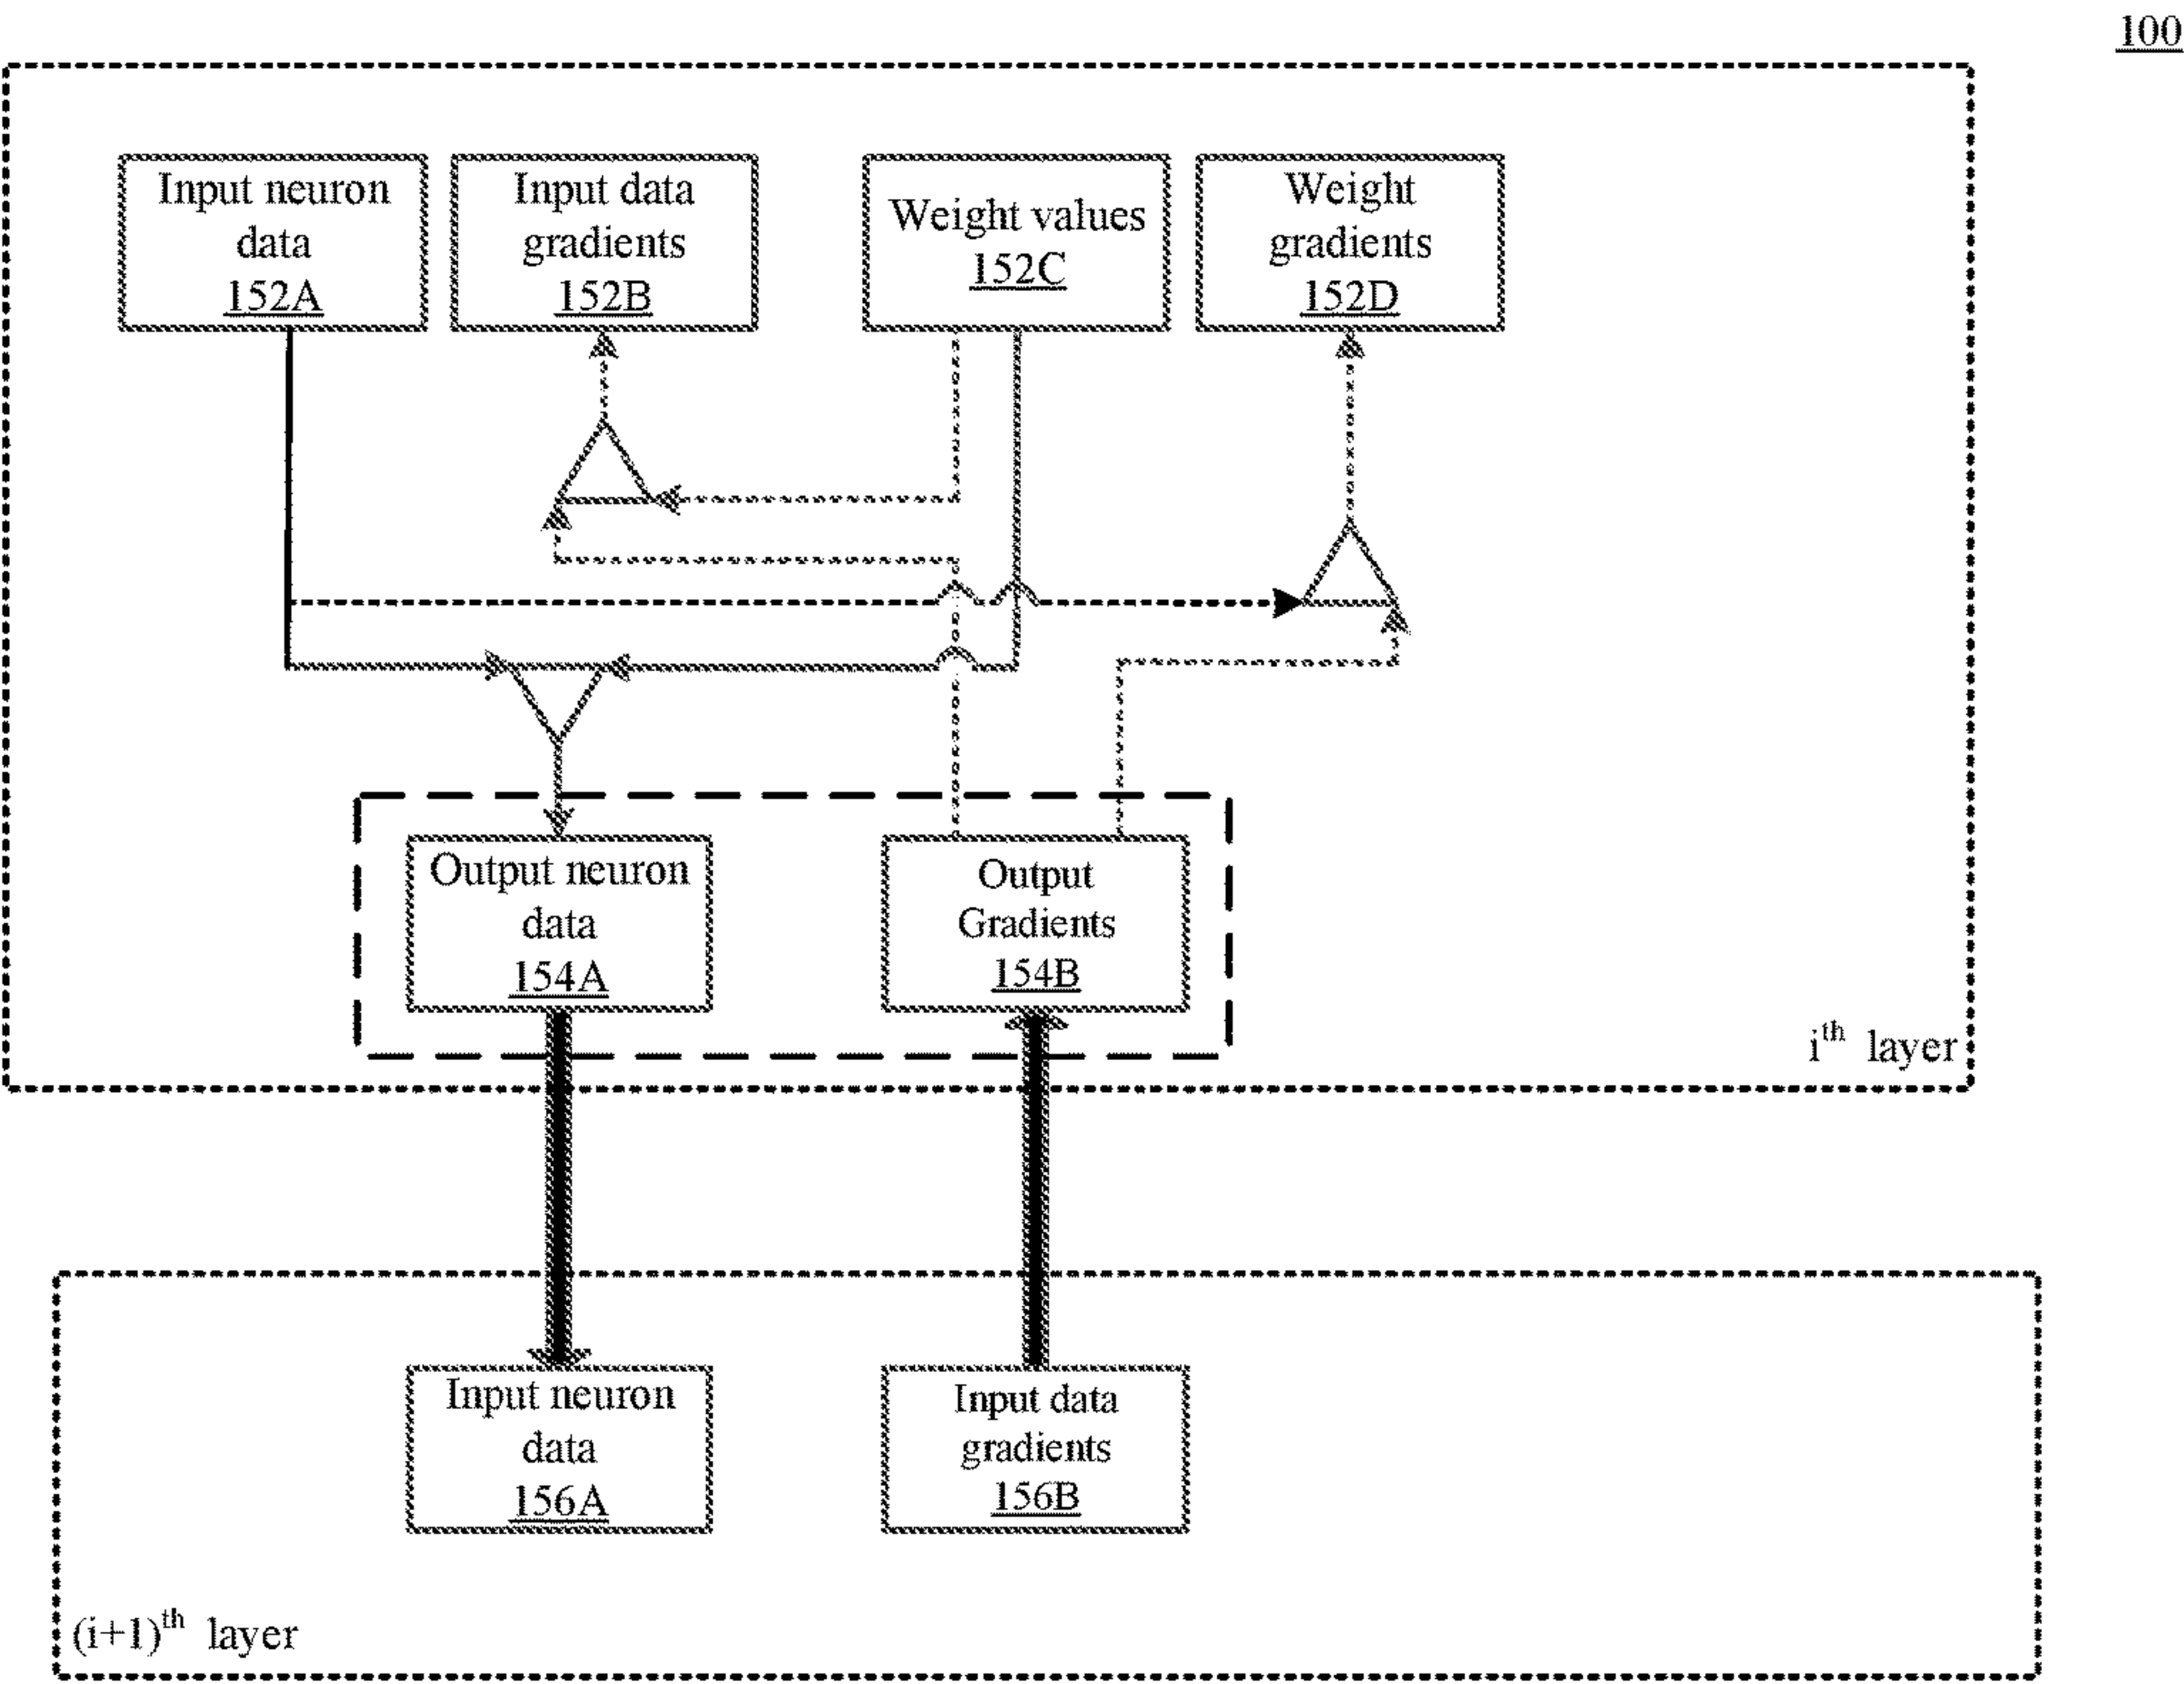 100
Input neuron
data
152A
Input data
gradients
152B
Weight values
152C
Weight
gradients
152D
Output neuron
data
154A
Output
Gradients
154B
ith layer
Input neuron
data
156A
Input data
gradients
156B
(i+1)th layer